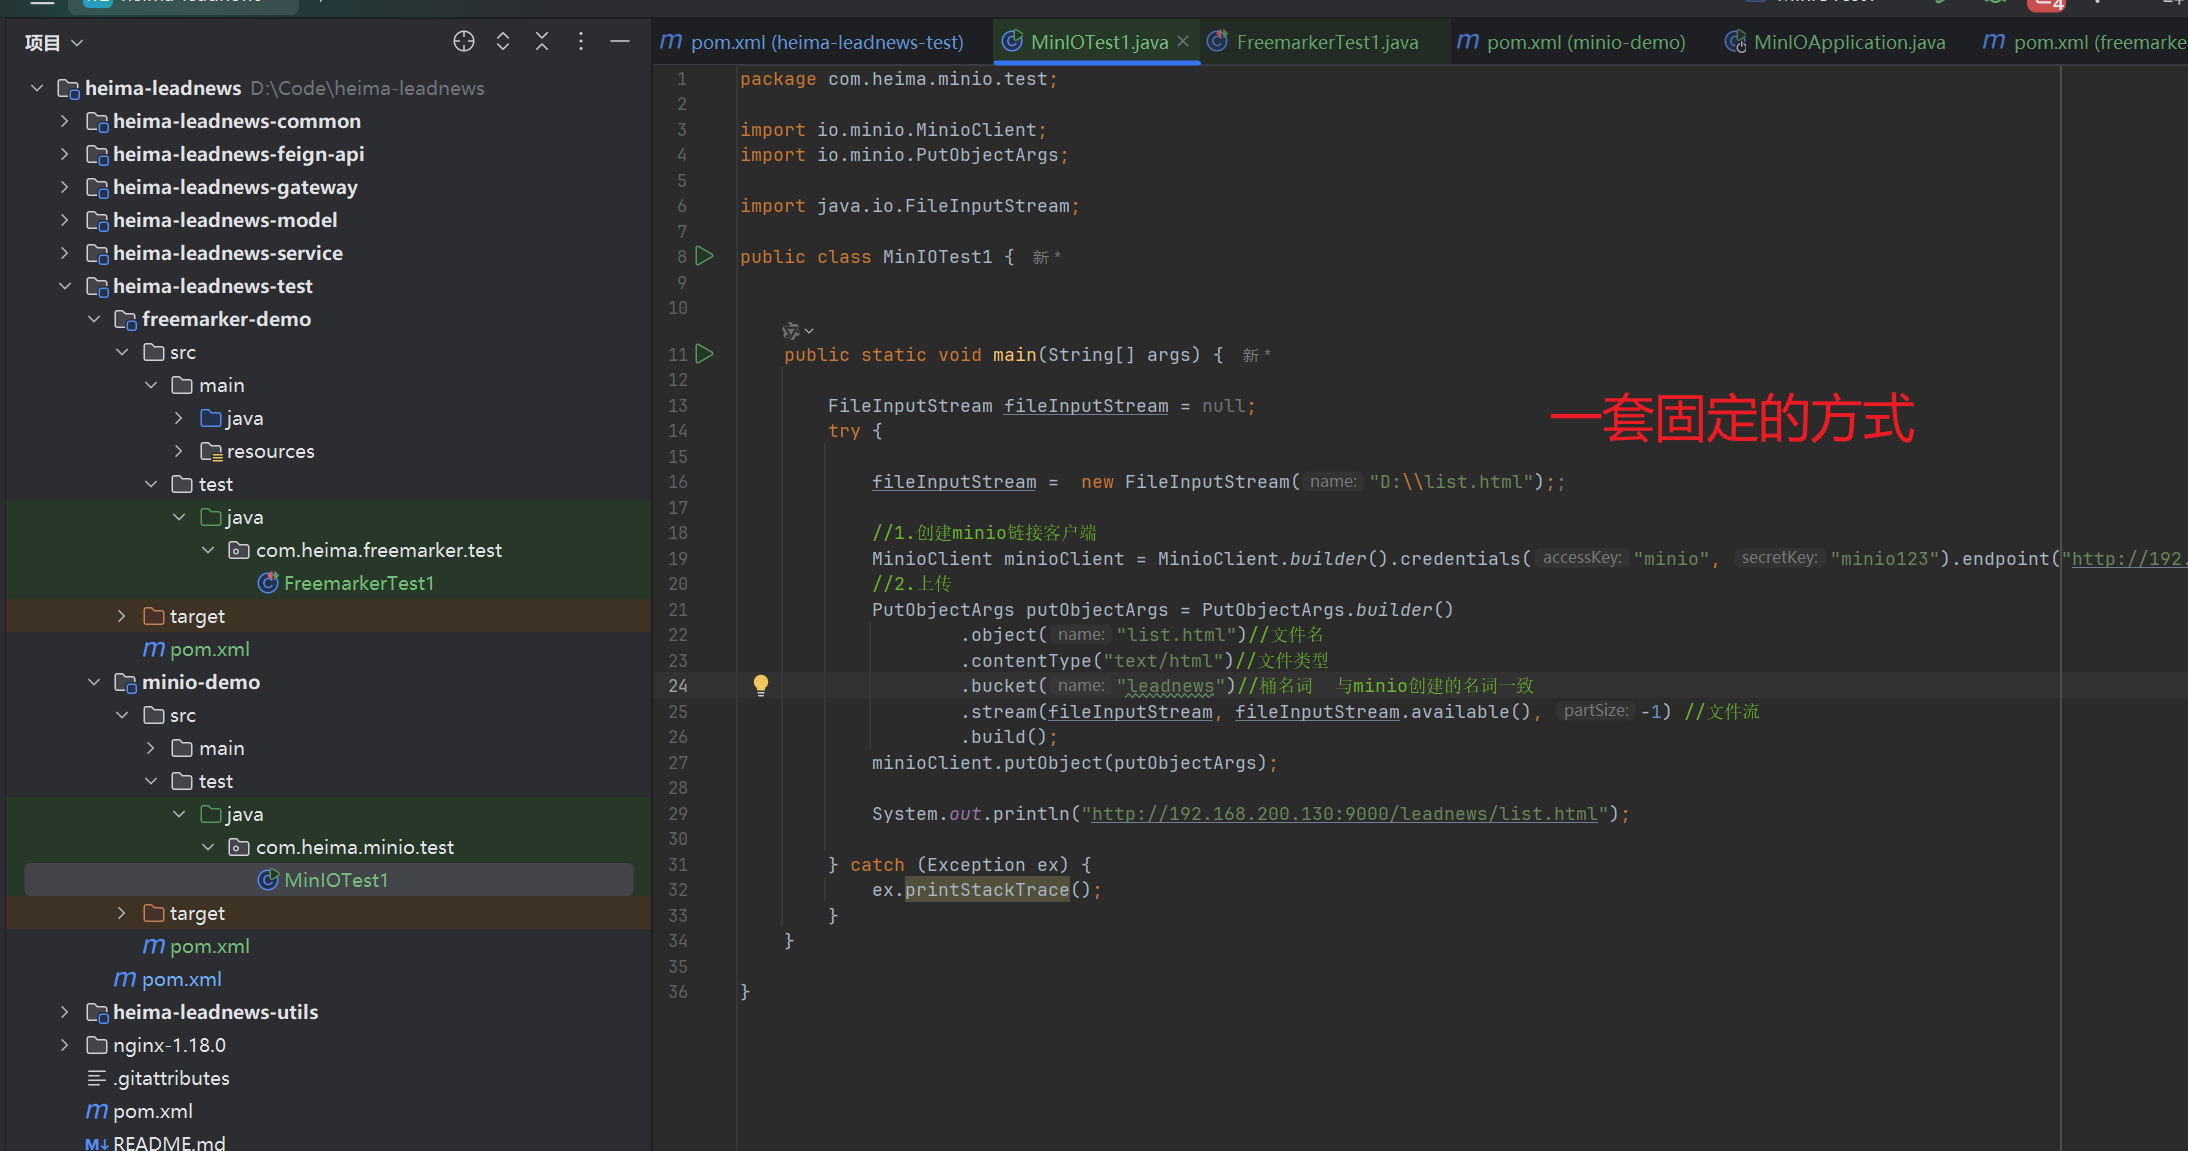 项目
heima-leadnews D:\Code\heima-leadnews
heima-leadnews-common
heima-leadnews-feign-api
heima-leadnews-gateway
heima-leadnews-model
heima-leadnews-service
heima-leadnews-test
freemarker-demo
src
main
java
resources
test
java
com.heima.freemarker.test
FreemarkerTest1
target
pom.xml
minio-demo
src
main
test
java
com.heima.minio.test
MinIOTest1
target
pom.xml
pom.xml
heima-leadnews-utils
nginx-1.18.0
.gitattributes
pom.xml
README.md
pom.xml (heima-leadnews-test) MinIOTest1.java FreemarkerTest1.java pom.xml (minio-demo) MinIOApplication.java pom.xml (freemarke
1 package com.heima.minio.test;
2
3 import io.minio.MinioClient;
4 import io.minio.PutObjectArgs;
5
6 import java.io.FileInputStream;
7
8 public class MinIOTest1 { 新 *
9
10
11 public static void main(String[] args) { 新 *
12
13 FileInputStream fileInputStream = null;
一套固定的方式
14 try {
15
16 fileInputStream =  new FileInputStream( name: "D:\\list.html");;
17
18 //1.创建minio链接客户端
19 MinioClient minioClient = MinioClient.builder().credentials( accessKey: "minio", secretKey: "minio123").endpoint("http://192.
20 //2.上传
21 PutObjectArgs putObjectArgs = PutObjectArgs.builder()
22 .object( name: "list.html")//文件名
23 .contentType("text/html")//文件类型
24 .bucket( name: "leadnews")//桶名词  与minio创建的名词一致
25 .stream(fileInputStream, fileInputStream.available(), partSize: -1) //文件流
26 .build();
27 minioClient.putObject(putObjectArgs);
28
29 System.out.println("http://192.168.200.130:9000/leadnews/list.html");
30
31 } catch (Exception ex) {
32 ex.printStackTrace();
33 }
34 }
35
36 }